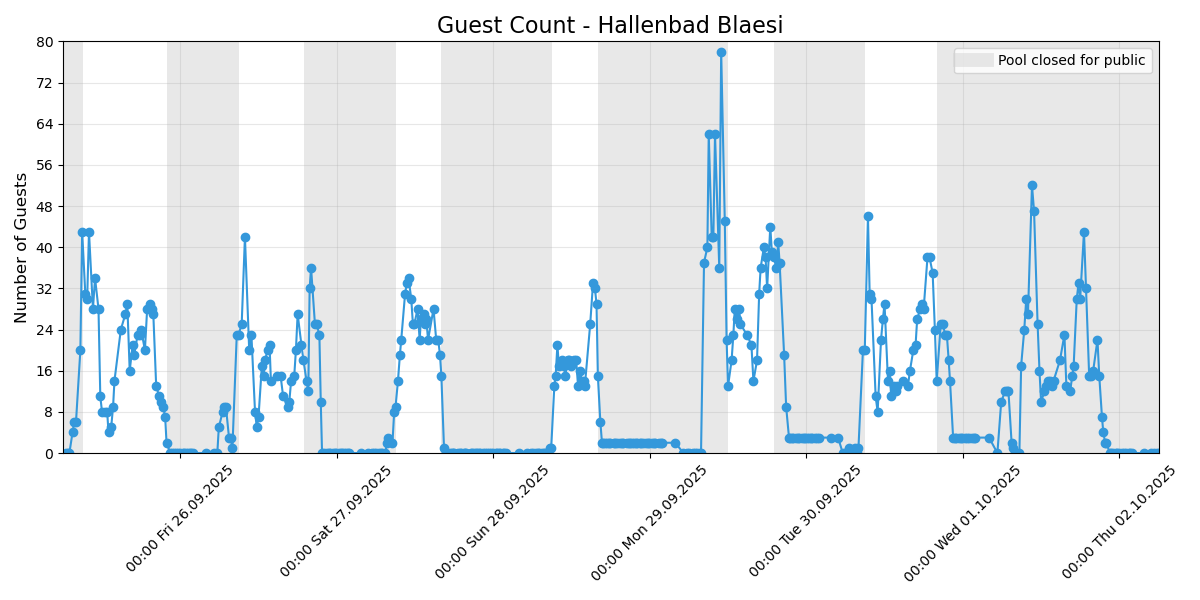 Guest Count - Hallenbad Blaesi
Pool closed for public
Number of Guests
80
72
64
56
48
40
32
24
16
8
0
00:00 Fri 26.09.2025
00:00 Sat 27.09.2025
00:00 Sun 28.09.2025
00:00 Mon 29.09.2025
00:00 Tue 30.09.2025
00:00 Wed 01.10.2025
00:00 Thu 02.10.2025